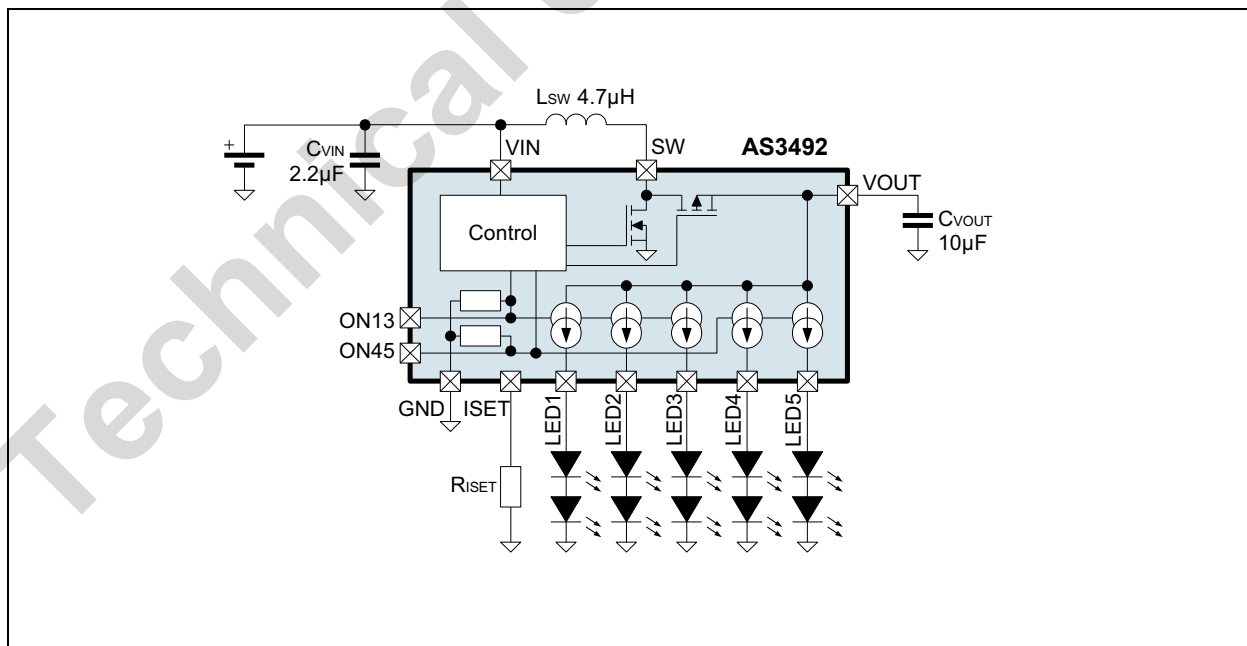 Technical
Lsw 4.7µH
CVIN
2.2µF
+
VIN
SW
AS3492
VOUT
CVOUT
10µF
Control
ON13
ON45
GND
ISET
LED1
LED2
LED3
LED4
LED5
RISET